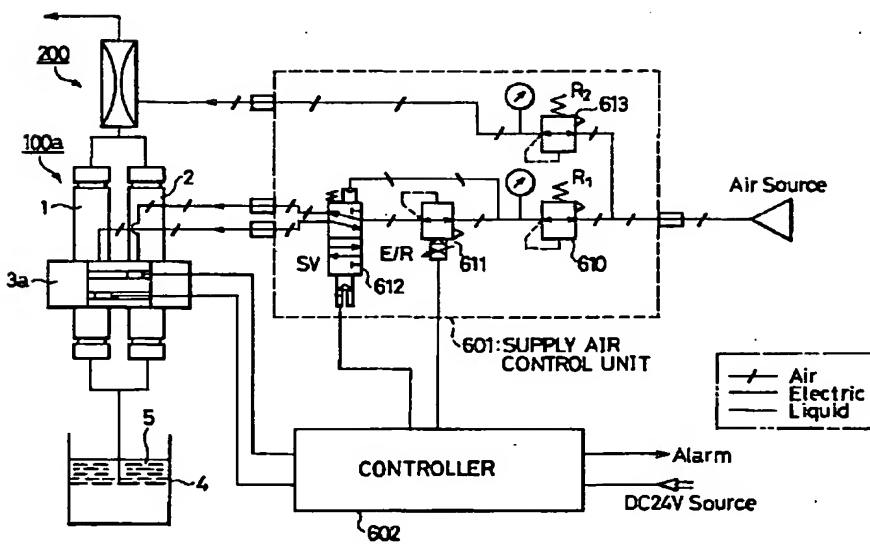 200
100a
1
2
3a
5
4
R2
613
R1
610
Air Source
E/R
611
SV
612
601: SUPPLY AIR
CONTROL UNIT
Air
Electric
Liquid
CONTROLLER
602
Alarm
DC24V Source